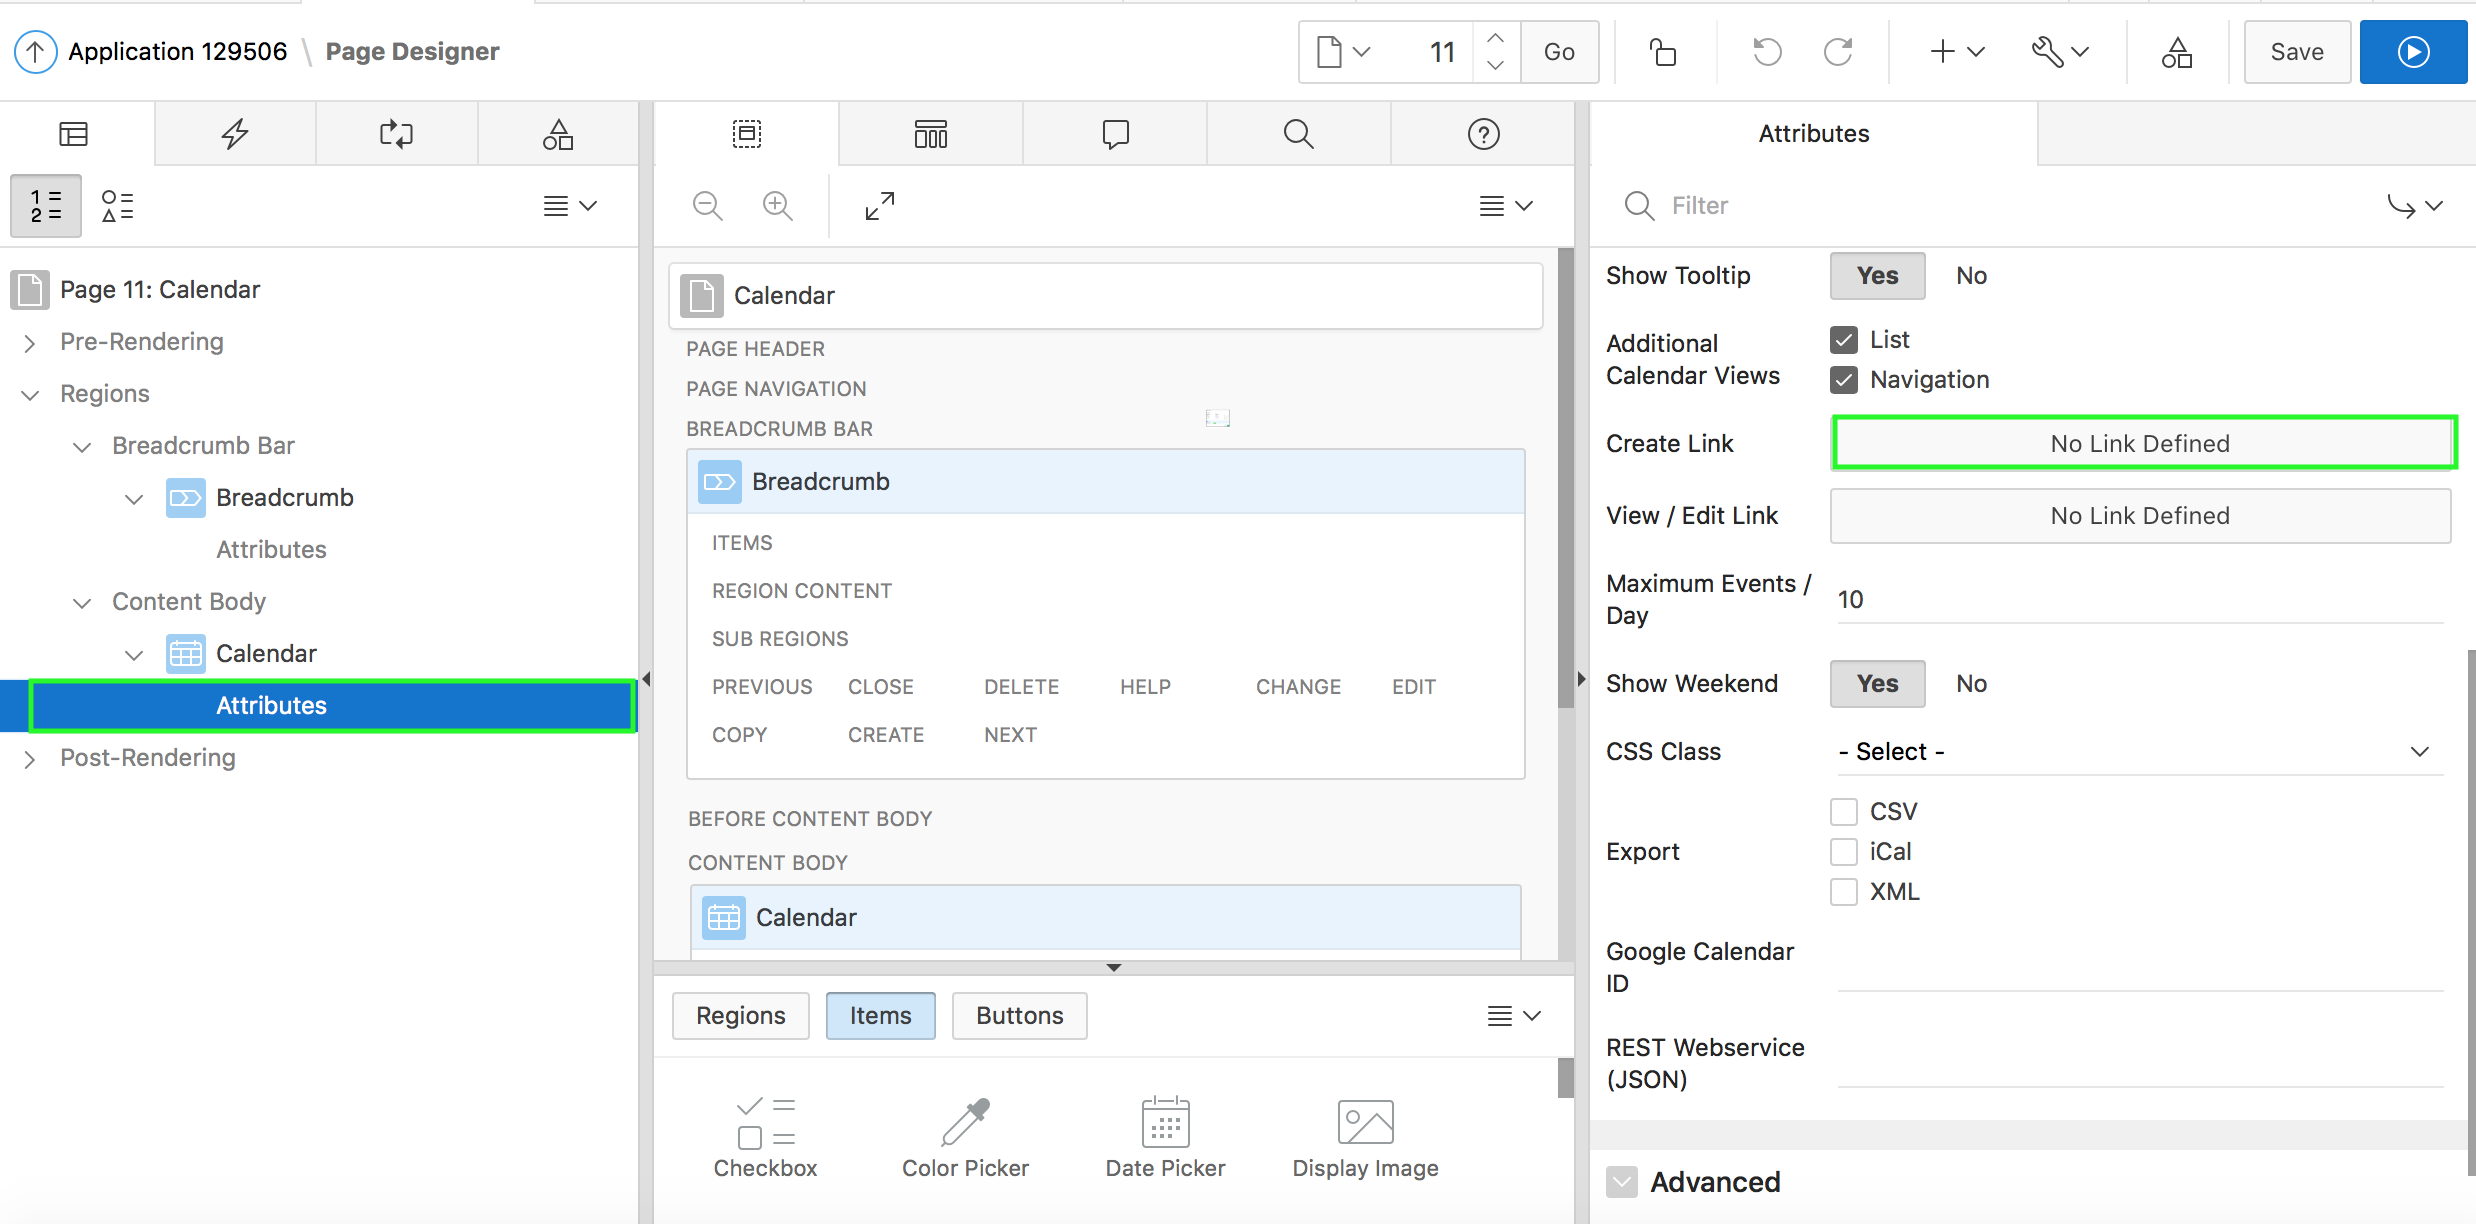 Application 129506 \ Page Designer
11
Go
Save
Attributes
1
2
Filter
Page 11: Calendar
Pre-Rendering
Regions
Breadcrumb Bar
Breadcrumb
Attributes
Content Body
Calendar
Attributes
Post-Rendering
Calendar
PAGE HEADER
PAGE NAVIGATION
BREADCRUMB BAR
Breadcrumb
ITEMS
REGION CONTENT
SUB REGIONS
PREVIOUS CLOSE DELETE HELP CHANGE EDIT
COPY CREATE NEXT
BEFORE CONTENT BODY
CONTENT BODY
Calendar
Regions Items Buttons
Checkbox Color Picker Date Picker Display Image
Show Tooltip Yes No
Additional
Calendar Views
List
Navigation
Create Link No Link Defined
View / Edit Link No Link Defined
Maximum Events /
Day
10
Show Weekend Yes No
CSS Class - Select -
Export
CSV
iCal
XML
Google Calendar
ID
REST Webservice
(JSON)
Advanced